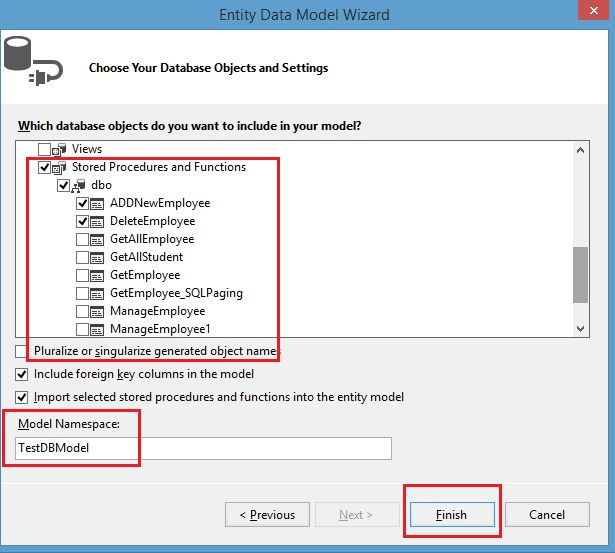 Entity Data Model Wizard
Choose Your Database Objects and Settings
Which database objects do you want to include in your model?
Views
Stored Procedures and Functions
dbo
ADDNewEmployee
DeleteEmployee
GetAllEmployee
GetAllStudent
GetEmployee
GetEmployee_SQLPaging
ManageEmployee
ManageEmployee1
Pluralize or singularize generated object names
Include foreign key columns in the model
Import selected stored procedures and functions into the entity model
Model Namespace:
TestDBModel
< Previous
Next >
Finish
Cancel